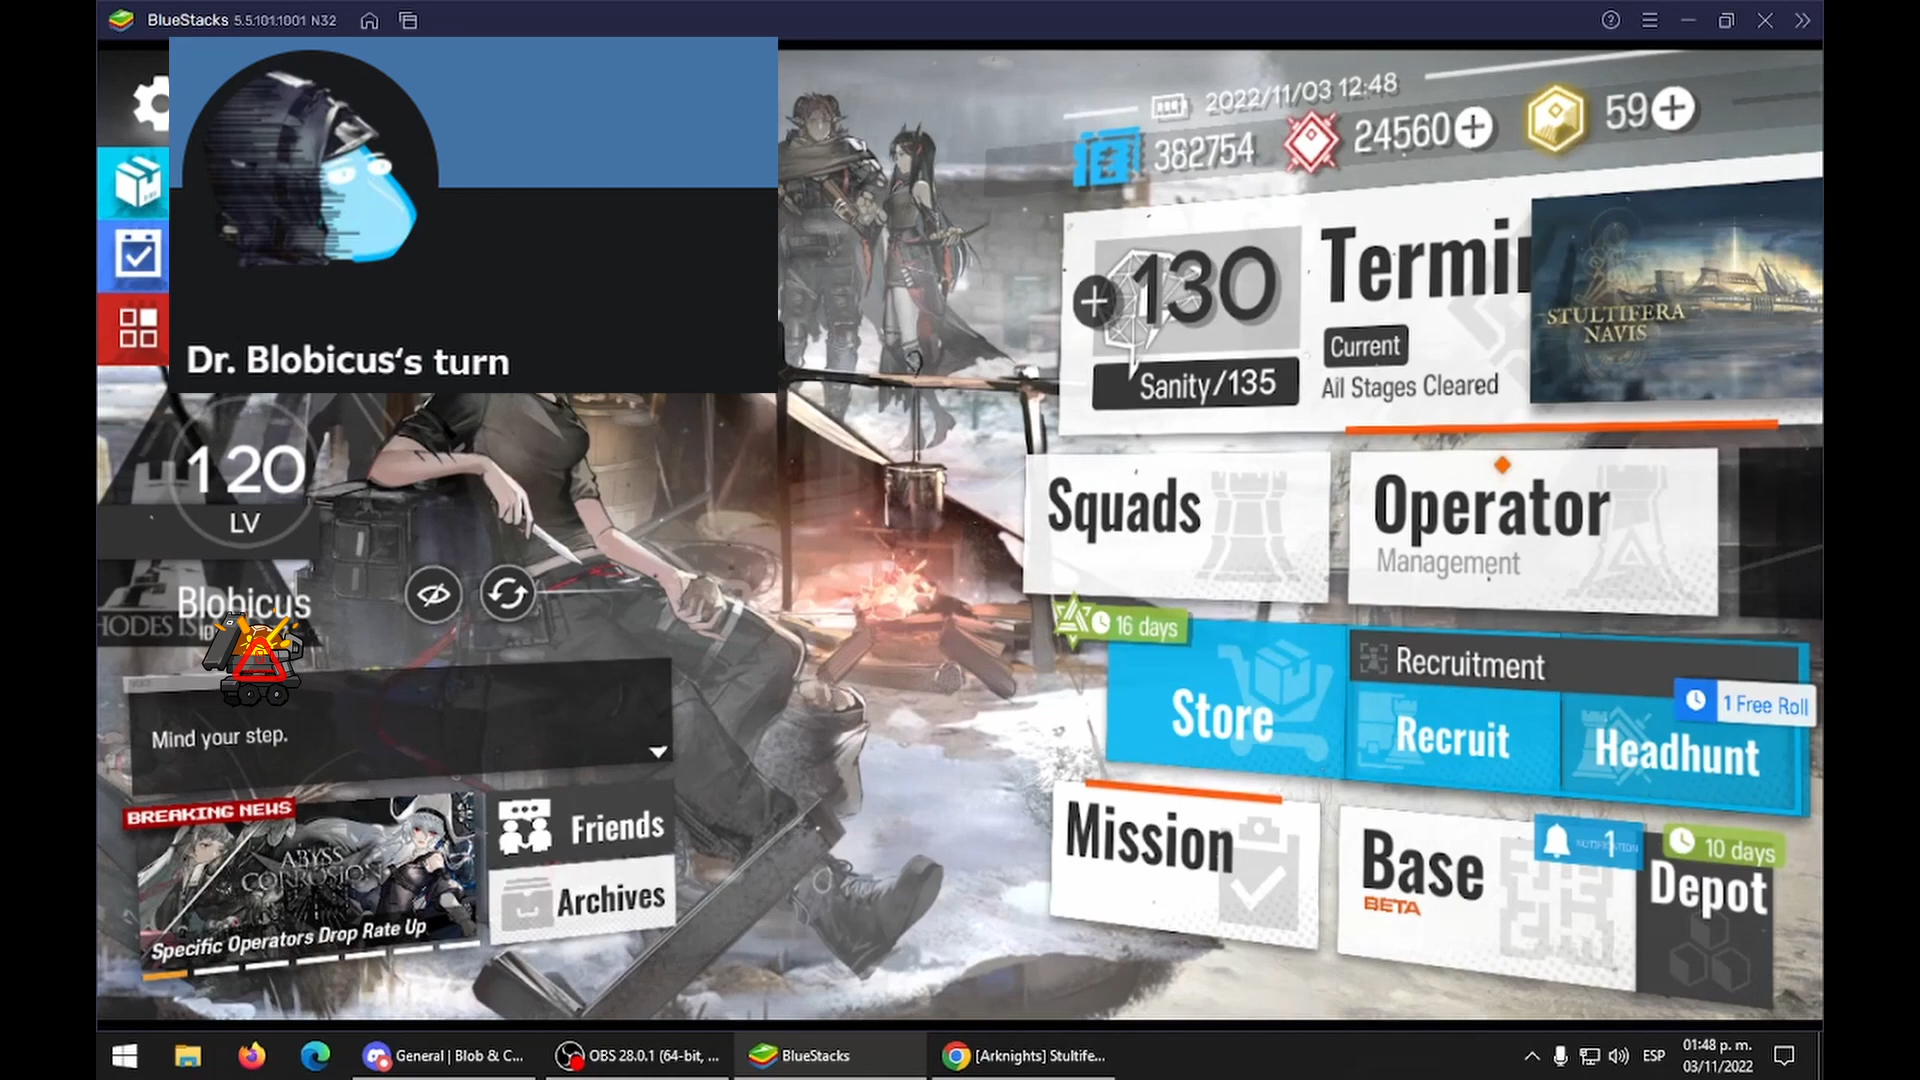 BlueStacks 5.5.101.1001 N32
2022/11/03 12:48
382754
24560
59
Dr. Blobicus‘s turn
130
Sanity/135
Termin
Current
All Stages Cleared
STULTIFERA
NAVIS
120
LV
Squads
Operator
Management
Blobicus
16 days
Recruitment
1 Free Roll
Store
Recruit
Headhunt
Mind your step.
BREAKING NEWS
ABYSS
CORROSION
Specific Operators Drop Rate Up
Friends
Archives
Mission
Base
BETA
1
NOTIFICATION
10 days
Depot
General | Blob & C...
OBS 28.0.1 (64-bit, ...
BlueStacks
[Arknights] Stultife...
ESP
01:48 p. m.
03/11/2022